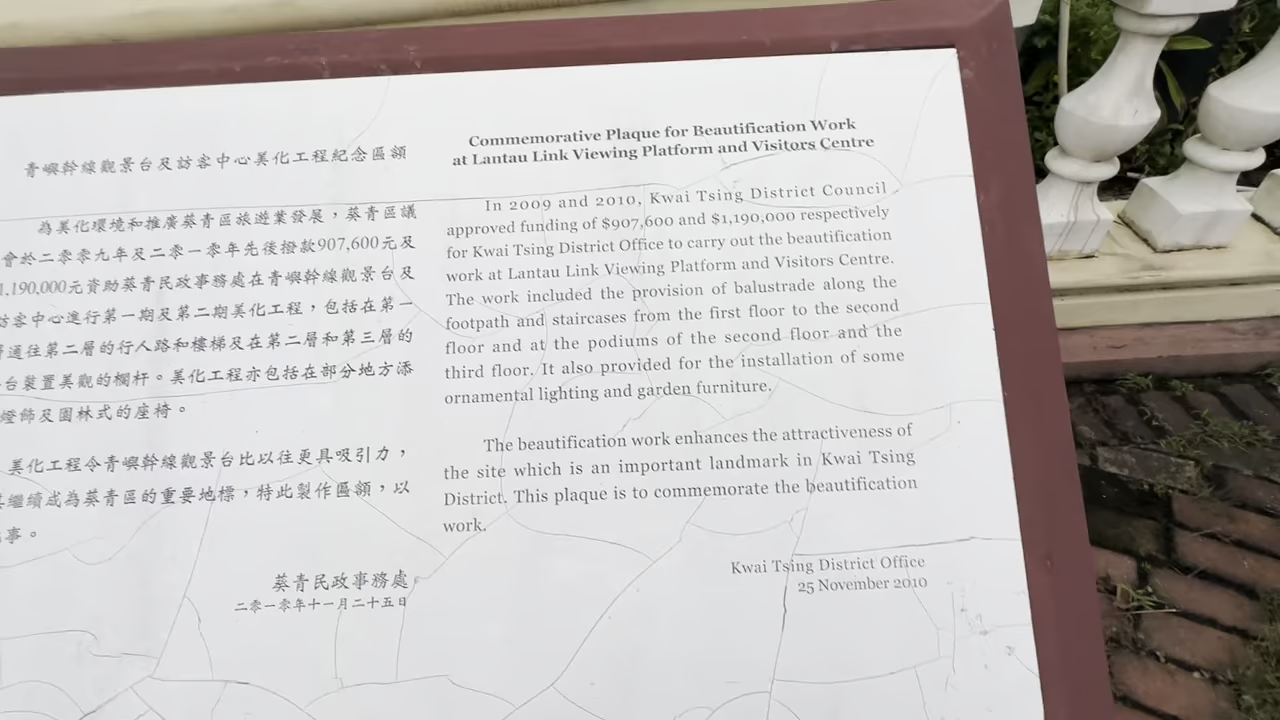 青嶼幹線觀景台及訪客中心美化工程紀念匾額
為美化環境和推廣葵青區旅遊業發展，葵青區議
會於二零零九年及二零一零年先後撥款907,600元及
1,190,000元資助葵青民政事務處在青嶼幹線觀景台及
訪客中心進行第一期及第二期美化工程，包括在第一
通往第二層的行人路和樓梯及在第二層和第三層的
台裝置美觀的欄杆。美化工程亦包括在部分地方添
燈飾及園林式的座椅。
美化工程令青嶼幹線觀景台比以往更具吸引力，
繼續成為葵青區的重要地標，特此製作匾額，以
事。
葵青民政事務處
二零一零年十一月二十五日
Commemorative Plaque for Beautification Work
at Lantau Link Viewing Platform and Visitors Centre
In 2009 and 2010, Kwai Tsing District Council
approved funding of $907,600 and $1,190,000 respectively
for Kwai Tsing District Office to carry out the beautification
work at Lantau Link Viewing Platform and Visitors Centre.
The work included the provision of balustrade along the
footpath and staircases from the first floor to the second
floor and at the podiums of the second floor and the
third floor. It also provided for the installation of some
ornamental lighting and garden furniture.
The beautification work enhances the attractiveness of
the site which is an important landmark in Kwai Tsing
District. This plaque is to commemorate the beautification
work.
Kwai Tsing District Office
25 November 2010